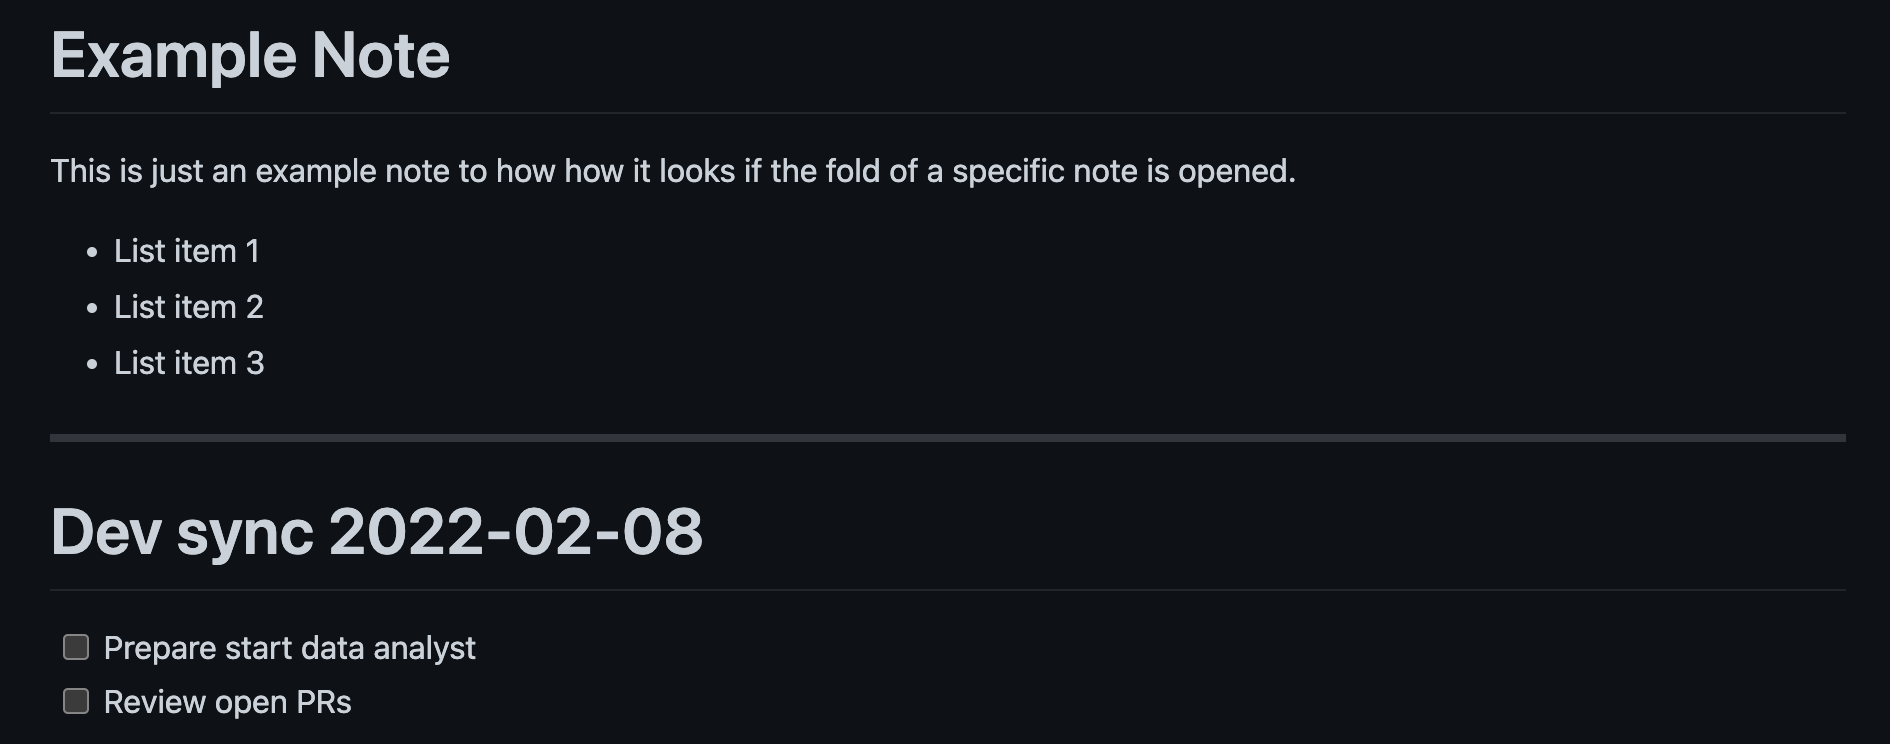 Example Note
This is just an example note to how how it looks if the fold of a specific note is opened.
List item 1
List item 2
List item 3
Dev sync 2022-02-08
Prepare start data analyst
Review open PRs